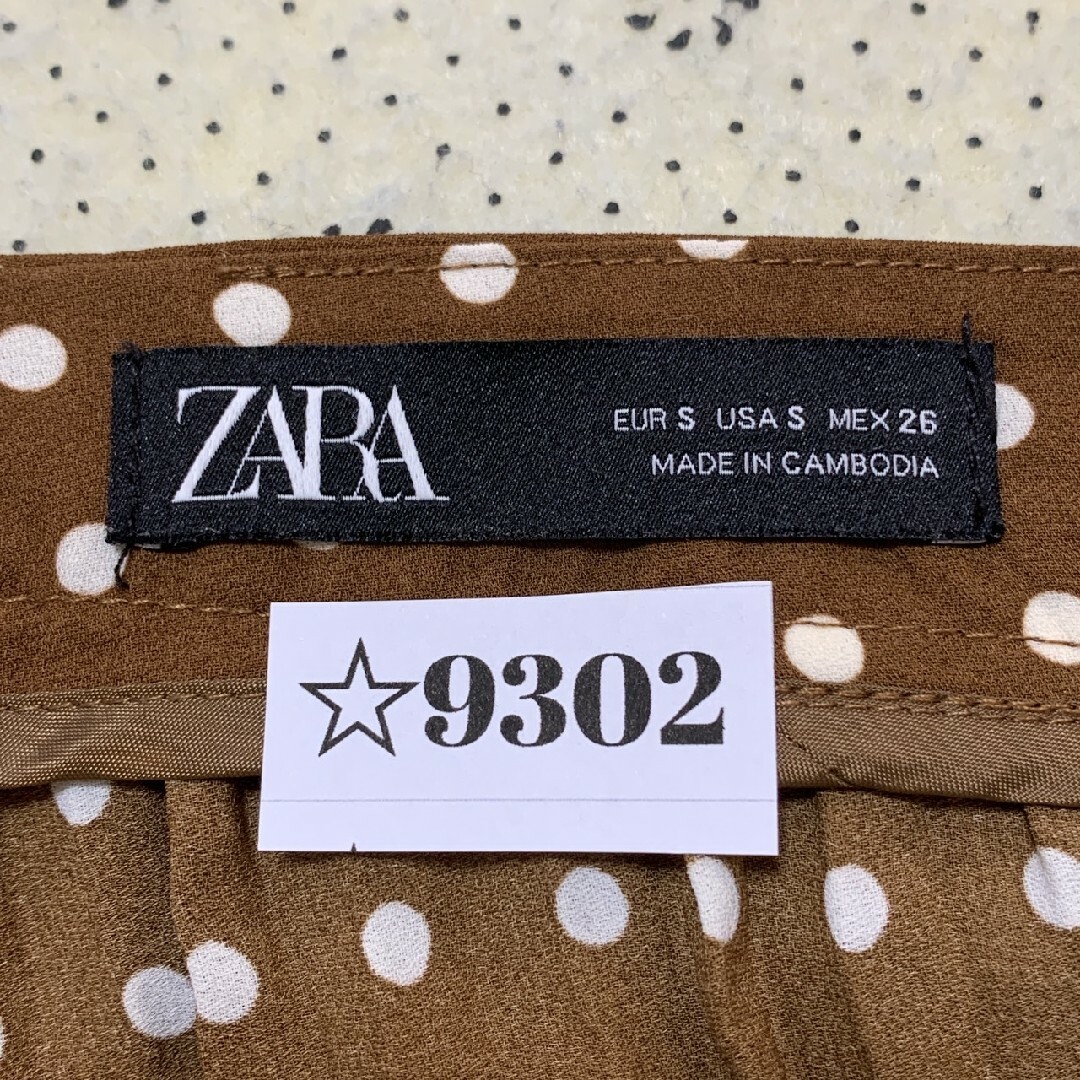 ZARA
EUR S USA S MEX 26
MADE IN CAMBODIA
☆9302